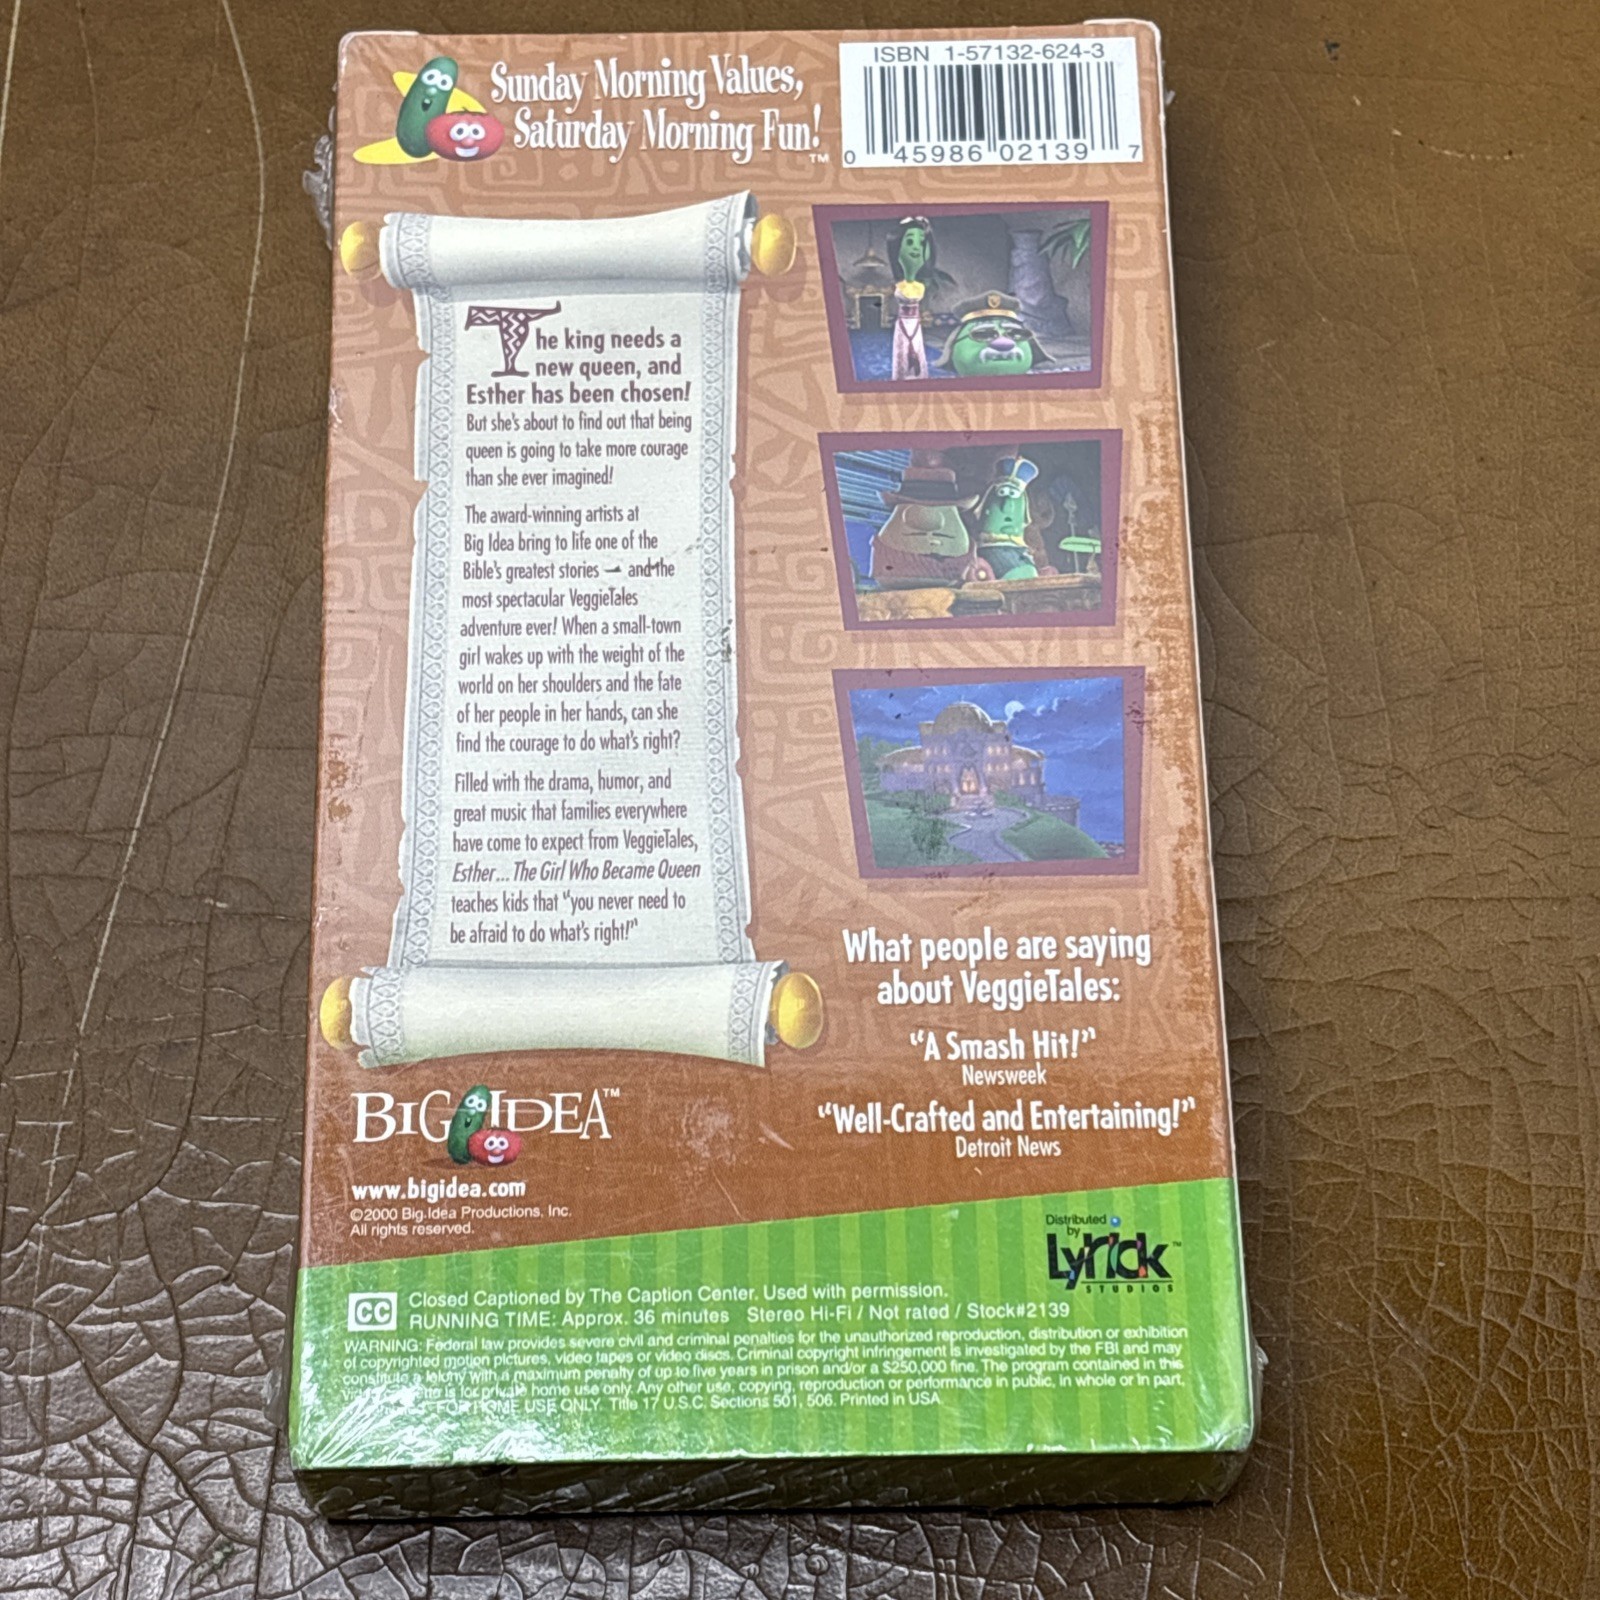 Sunday Morning Values,
Saturday Morning Fun!™
ISBN 1-57132-624-3
0 45986 02139 7
The king needs a
new queen, and
Esther has been chosen!
But she's about to find out that being
queen is going to take more courage
than she ever imagined!
The award-winning artists at
Big Idea bring to life one of the
Bible's greatest stories — and the
most spectacular VeggieTales
adventure ever! When a small-town
girl wakes up with the weight of the
world on her shoulders and the fate
of her people in her hands, can she
find the courage to do what's right?
Filled with the drama, humor, and
great music that families everywhere
have come to expect from VeggieTales,
Esther... The Girl Who Became Queen
teaches kids that "you never need to
be afraid to do what's right!"
What people are saying
about VeggieTales:
"A Smash Hit!"
Newsweek
"Well-Crafted and Entertaining!"
Detroit News
BIG IDEA™
www.bigidea.com
©2000 Big Idea Productions, Inc.
All rights reserved.
Distributed
by
Lyrick™
STUDIOS
CC
Closed Captioned by The Caption Center. Used with permission.
RUNNING TIME: Approx. 36 minutes Stereo Hi-Fi / Not rated / Stock#2139
WARNING: Federal law provides severe civil and criminal penalties for the unauthorized reproduction, distribution or exhibition
of copyrighted motion pictures, video tapes or video discs. Criminal copyright infringement is investigated by the FBI and may
constitute a felony with a maximum penalty of up to five years in prison and/or a $250,000 fine. The program contained in this
is for private home use only. Any other use, copying, reproduction or performance in public, in whole or in part,
FOR HOME USE ONLY. Title 17 U.S.C. Sections 501, 506. Printed in USA